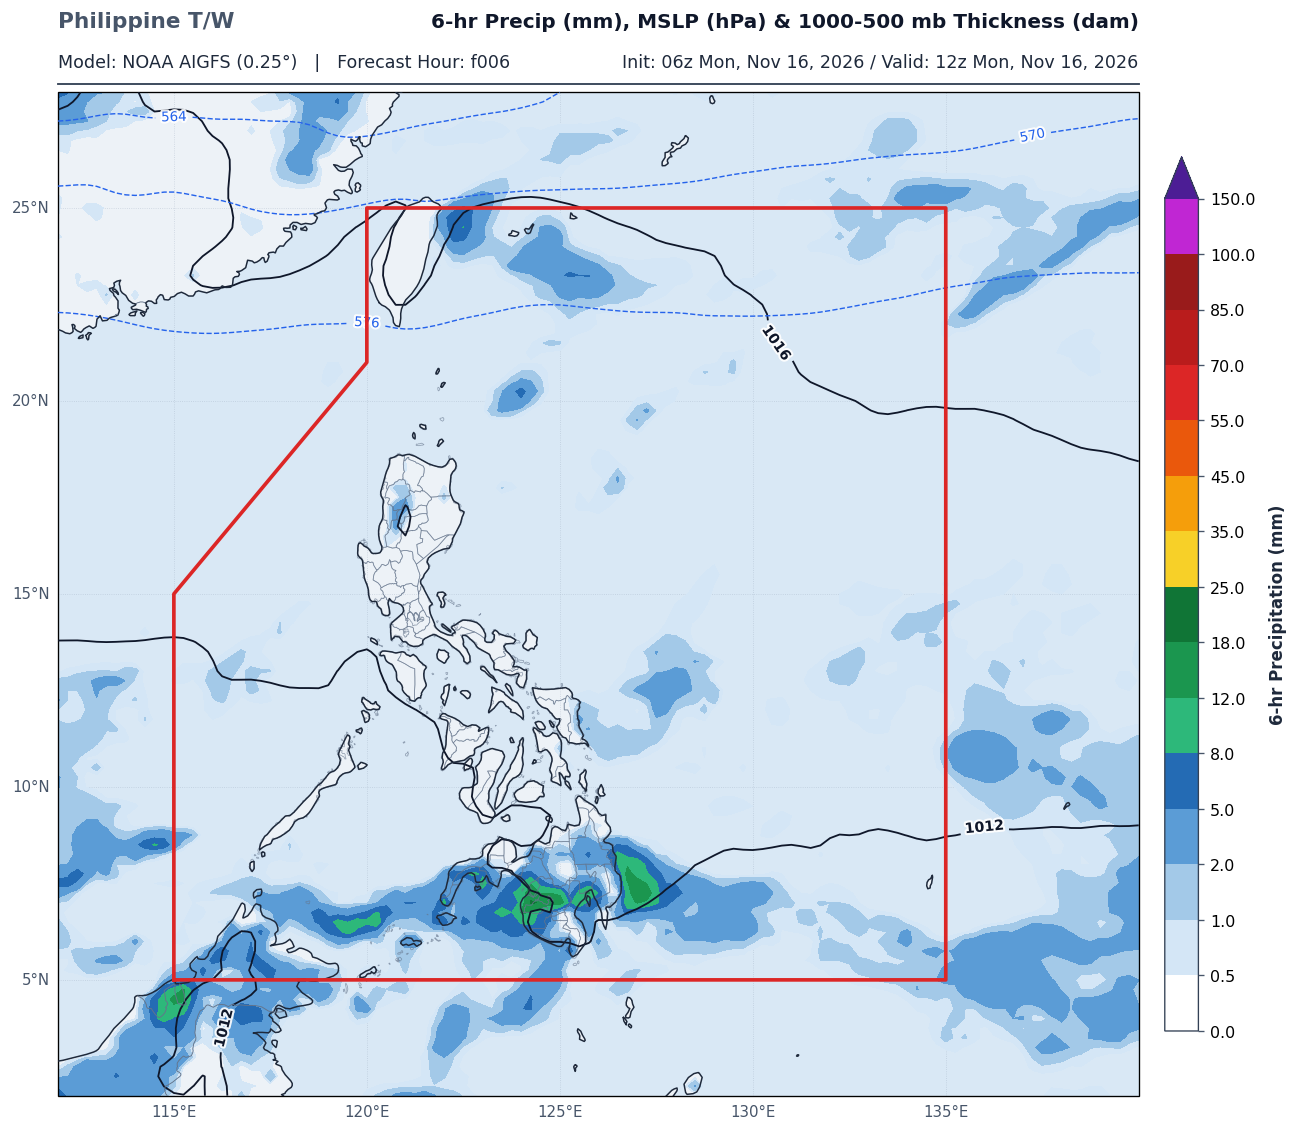 Philippine T/W
6-hr Precip (mm), MSLP (hPa) & 1000-500 mb Thickness (dam)
Model: NOAA AIGFS (0.25°) | Forecast Hour: f006
Init: 06z Mon, Nov 16, 2026 / Valid: 12z Mon, Nov 16, 2026
564
570
576
1016
1012
1012
25°N
20°N
15°N
10°N
5°N
115°E
120°E
125°E
130°E
135°E
150.0
100.0
85.0
70.0
55.0
45.0
35.0
25.0
18.0
12.0
8.0
5.0
2.0
1.0
0.5
0.0
6-hr Precipitation (mm)